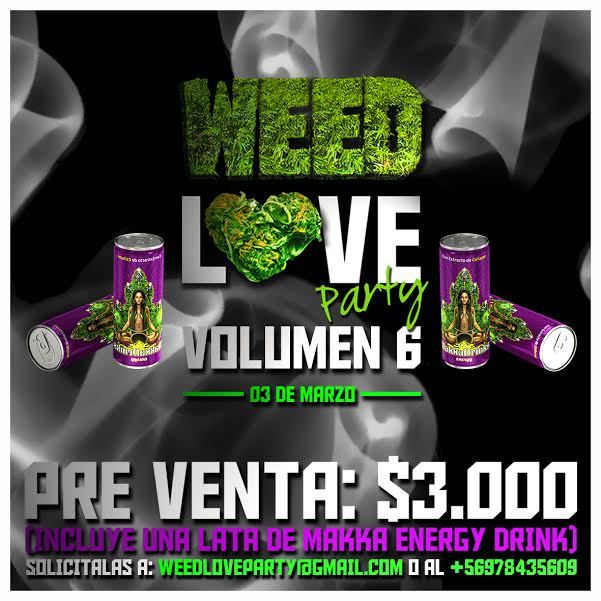 WEED
LOVE
Party
VOLUMEN 6
03 DE MARZO
PRE VENTA: $3.000
(INCLUYE UNA LATA DE MAKKA ENERGY DRINK)
SOLICITALAS A: WEEDLOVEPARTY@GMAIL.COM O AL +56978435609